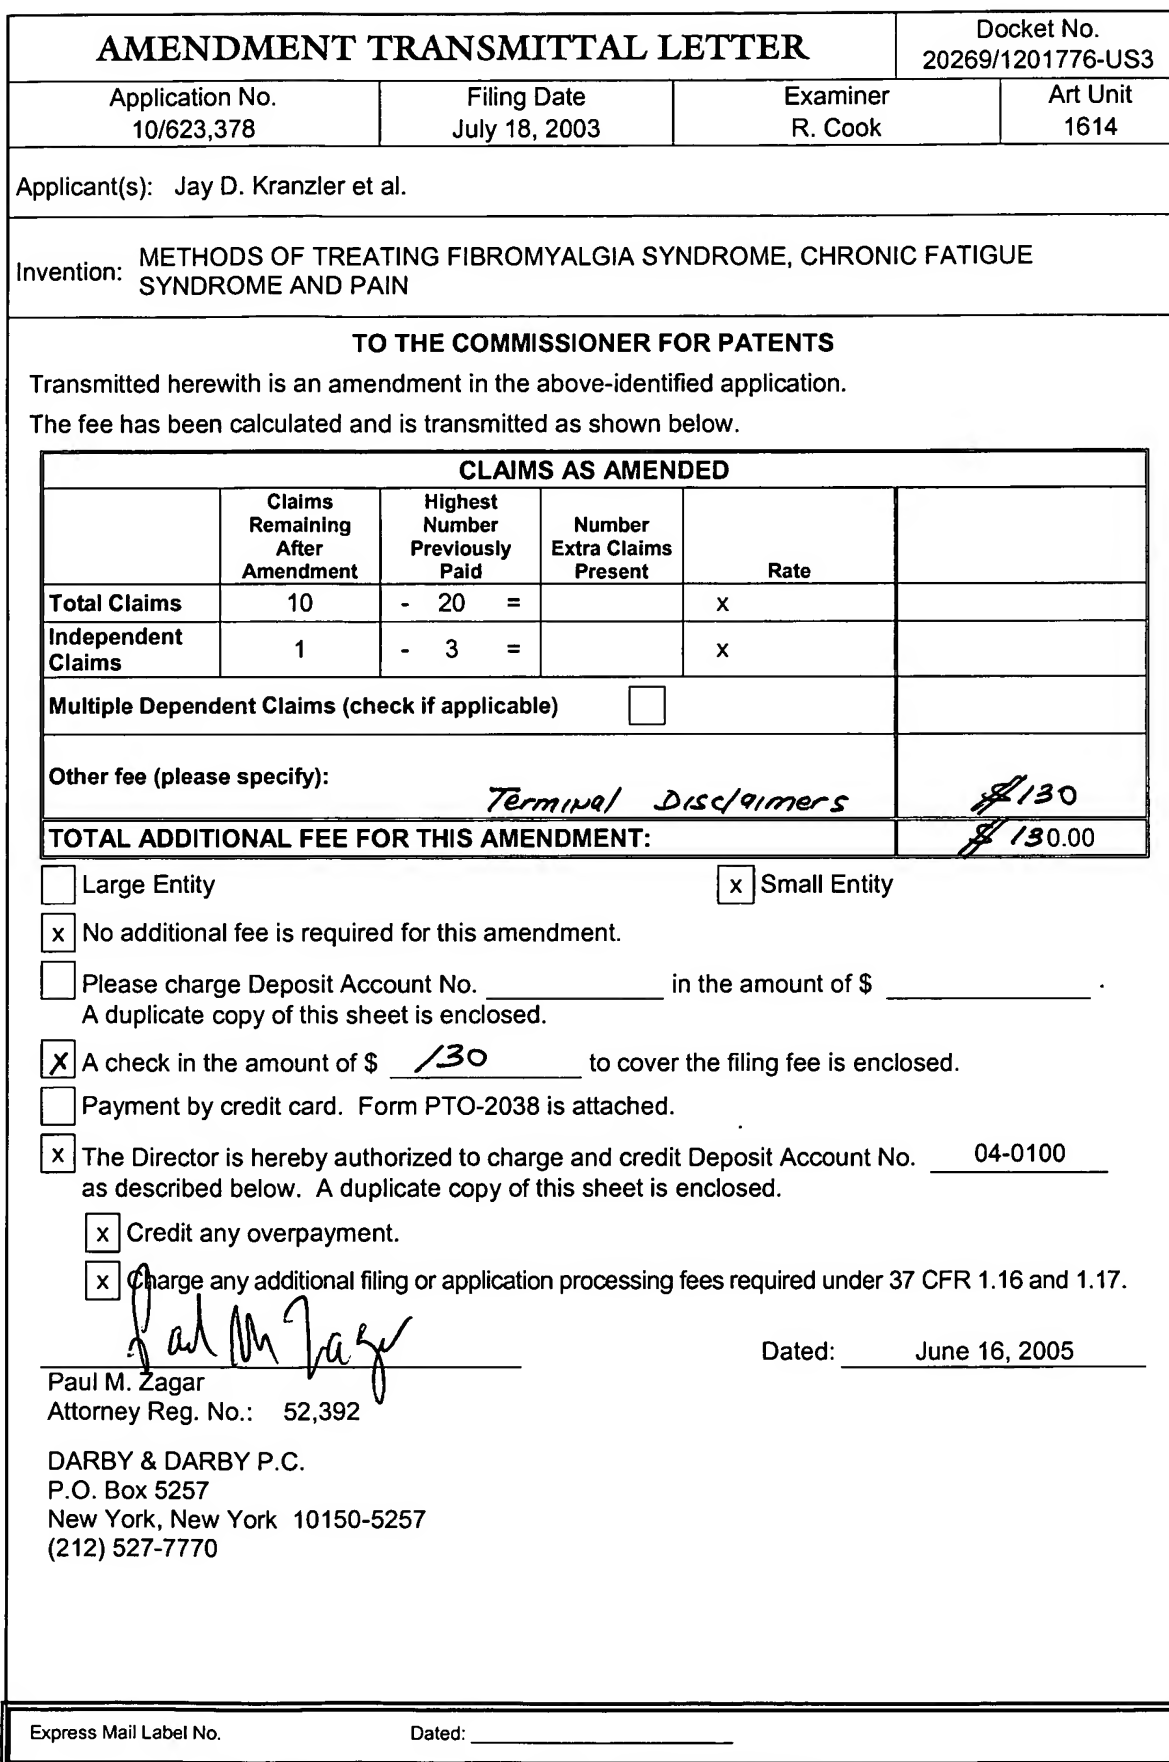 AMENDMENT TRANSMITTAL LETTER
Docket No.
20269/1201776-US3
Application No.
10/623,378
Filing Date
July 18, 2003
Examiner
R. Cook
Art Unit
1614
Applicant(s): Jay D. Kranzler et al.
Invention: METHODS OF TREATING FIBROMYALGIA SYNDROME, CHRONIC FATIGUE
SYNDROME AND PAIN
TO THE COMMISSIONER FOR PATENTS
Transmitted herewith is an amendment in the above-identified application.
The fee has been calculated and is transmitted as shown below.
CLAIMS AS AMENDED
Claims
Remaining
After
Amendment
Highest
Number
Previously
Paid
Number
Extra Claims
Present
Rate
Total Claims 10 - 20 = x
Independent
Claims 1 - 3 = x
Multiple Dependent Claims (check if applicable)
Other fee (please specify):
Terminal Disclaimers $130
TOTAL ADDITIONAL FEE FOR THIS AMENDMENT: $ 130.00
Large Entity
x Small Entity
x No additional fee is required for this amendment.
Please charge Deposit Account No. in the amount of $ .
A duplicate copy of this sheet is enclosed.
X A check in the amount of $ 130 to cover the filing fee is enclosed.
Payment by credit card. Form PTO-2038 is attached.
x The Director is hereby authorized to charge and credit Deposit Account No. 04-0100
as described below. A duplicate copy of this sheet is enclosed.
x Credit any overpayment.
x Charge any additional filing or application processing fees required under 37 CFR 1.16 and 1.17.
Paul M Zagar
Dated: June 16, 2005
Paul M. Zagar
Attorney Reg. No.: 52,392
DARBY & DARBY P.C.
P.O. Box 5257
New York, New York 10150-5257
(212) 527-7770
Express Mail Label No. Dated: